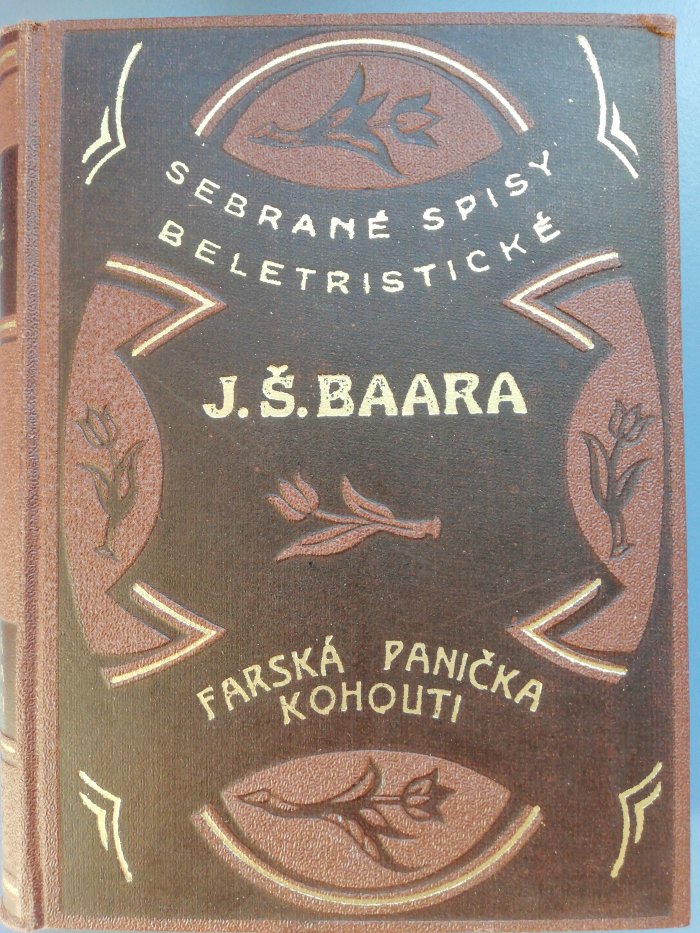 SEBRANÉ SPISY
BELETRISTICKÉ
J.Š.BAARA
FARSKÁ PANIČKA
KOHOUTI